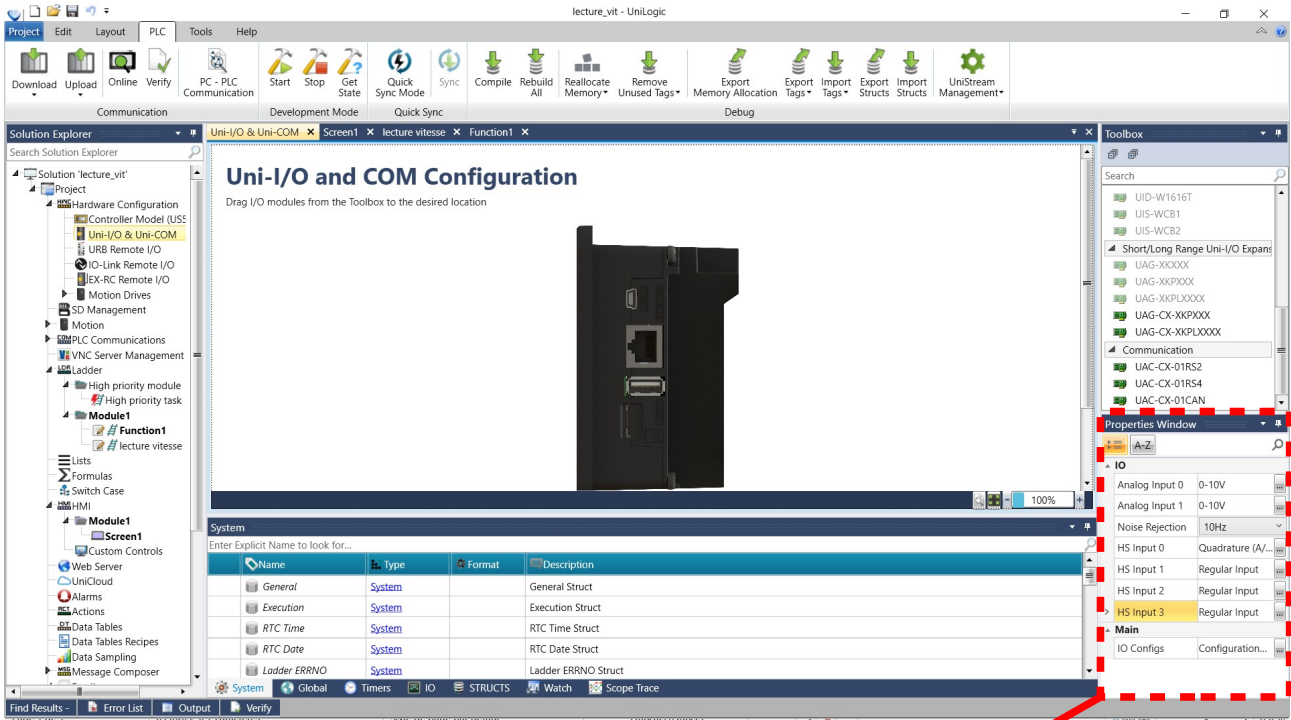 lecture_vit - UniLogic
Project Edit Layout PLC Tools Help
Download Upload Online Verify PC - PLC Communication Start Stop Get State Quick Sync Mode Sync Compile Rebuild All Reallocate Memory Remove Unused Tags Export Memory Allocation Export Tags Import Tags Export Structs Import Structs UniStream Management
Communication Development Mode Quick Sync Debug
Solution Explorer
Search Solution Explorer
Solution 'lecture_vit'
Project
Hardware Configuration
Controller Model (US5
Uni-I/O & Uni-COM
URB Remote I/O
IO-Link Remote I/O
EX-RC Remote I/O
Motion Drives
SD Management
Motion
PLC Communications
VNC Server Management
Ladder
High priority module
High priority task
Module1
Function1
lecture vitesse
Lists
Formulas
Switch Case
HMI
Module1
Screen1
Custom Controls
Web Server
UniCloud
Alarms
Actions
Data Tables
Data Tables Recipes
Data Sampling
Message Composer
Uni-I/O & Uni-COM Screen1 lecture vitesse Function1
Uni-I/O and COM Configuration
Drag I/O modules from the Toolbox to the desired location
100%
System
Enter Explicit Name to look for...
Name Type Format Description
General System General Struct
Execution System Execution Struct
RTC Time System RTC Time Struct
RTC Date System RTC Date Struct
Ladder ERRNO System Ladder ERRNO Struct
System Global Timers IO STRUCTS Watch Scope Trace
Toolbox
Search
UID-W1616T
UIS-WCB1
UIS-WCB2
Short/Long Range Uni-I/O Expans
UAG-XKXXX
UAG-XKPXXX
UAG-XKPLXXXX
UAG-CX-XKPXXX
UAG-CX-XKPLXXXX
Communication
UAC-CX-01RS2
UAC-CX-01RS4
UAC-CX-01CAN
Properties Window
A-Z
IO
Analog Input 0 0-10V ...
Analog Input 1 0-10V ...
Noise Rejection 10Hz
HS Input 0 Quadrature (A/... ...
HS Input 1 Regular Input ...
HS Input 2 Regular Input ...
HS Input 3 Regular Input ...
Main
IO Configs Configuration... ...
Find Results - Error List Output Verify